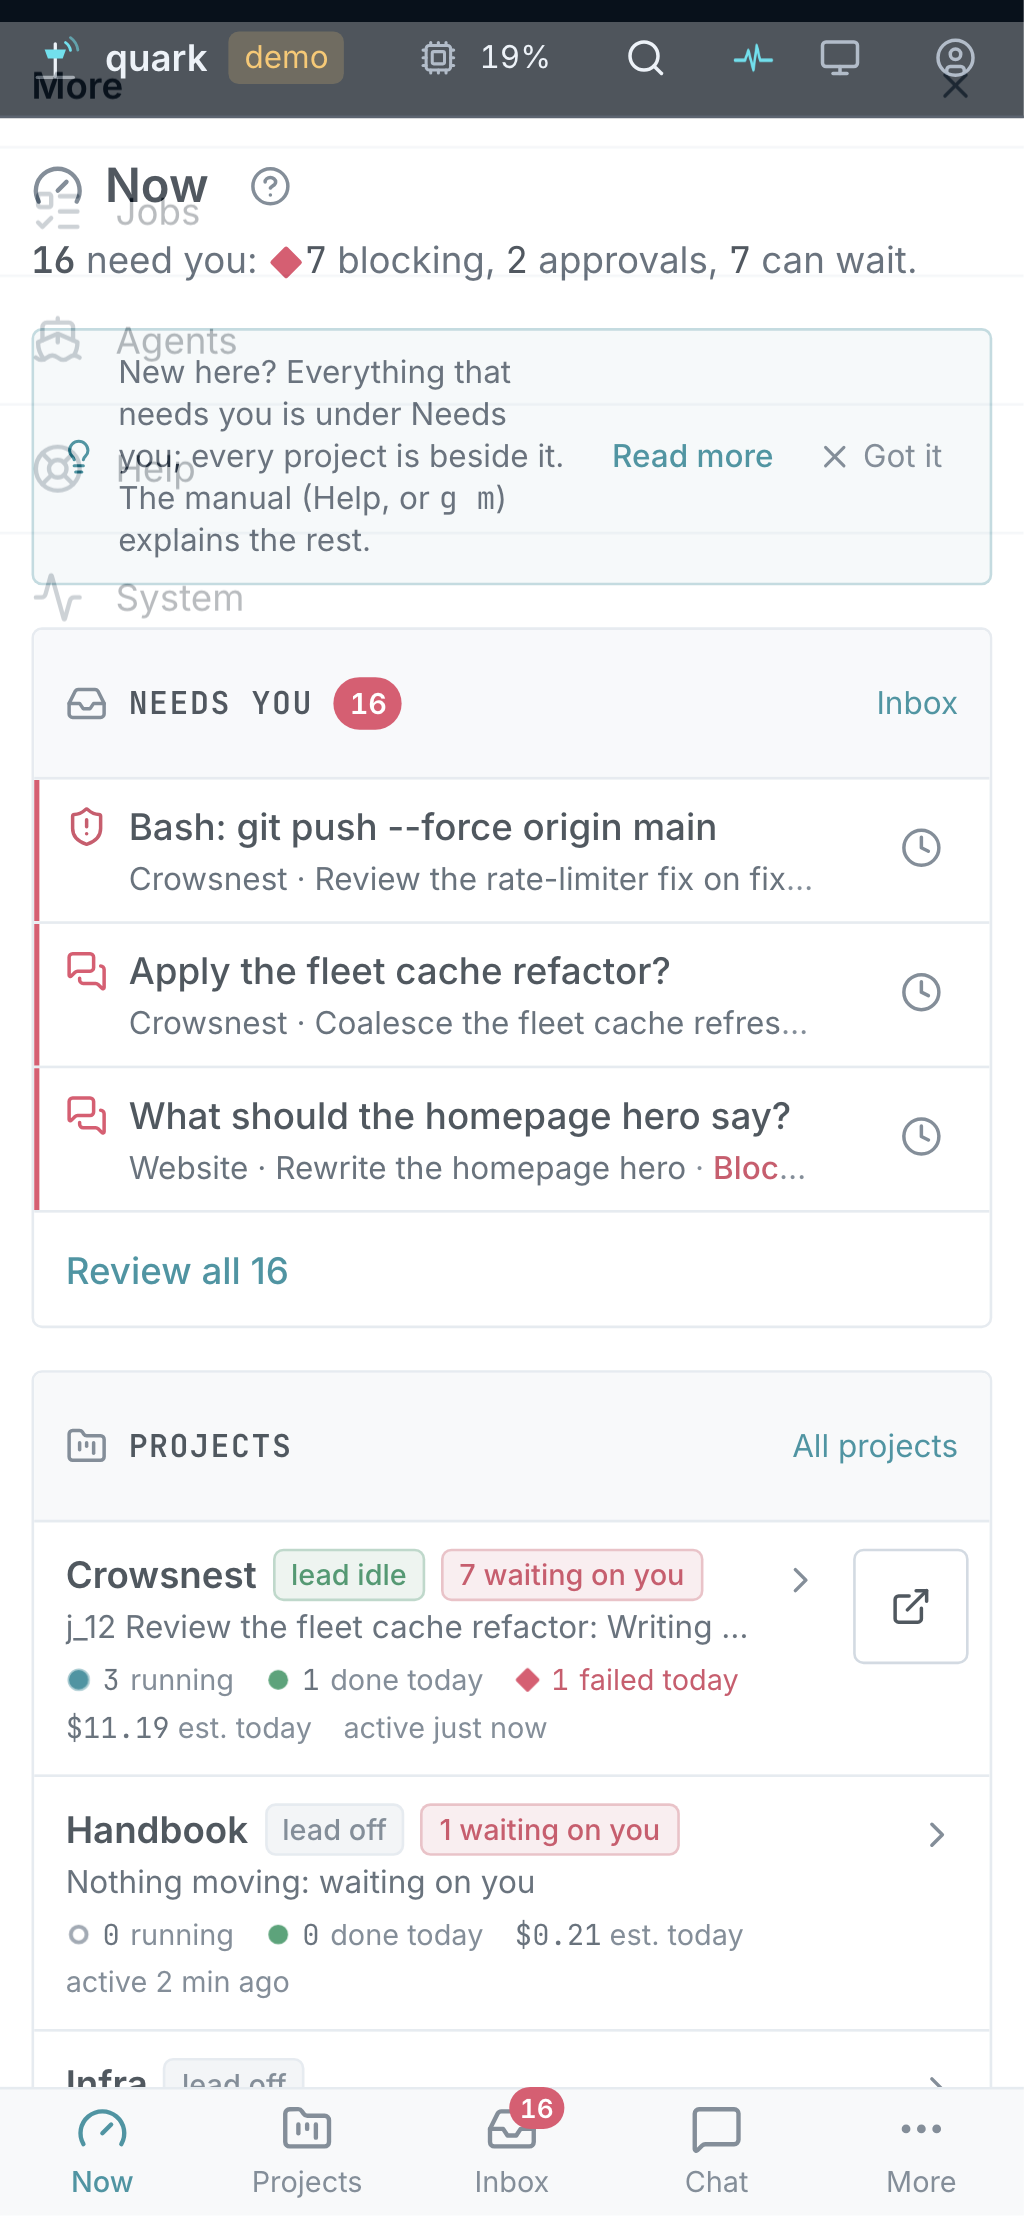 quark demo 19%
More
Now
Jobs
16 need you: 7 blocking, 2 approvals, 7 can wait.
Agents
New here? Everything that
needs you is under Needs
you; every project is beside it.
The manual (Help, or g m)
explains the rest.
Read more
Got it
Help
System
NEEDS YOU 16 Inbox
Bash: git push --force origin main
Crowsnest · Review the rate-limiter fix on fix...
Apply the fleet cache refactor?
Crowsnest · Coalesce the fleet cache refres...
What should the homepage hero say?
Website · Rewrite the homepage hero · Bloc...
Review all 16
PROJECTS All projects
Crowsnest lead idle 7 waiting on you
j_12 Review the fleet cache refactor: Writing ...
3 running 1 done today 1 failed today
$11.19 est. today active just now
Handbook lead off 1 waiting on you
Nothing moving: waiting on you
0 running 0 done today $0.21 est. today
active 2 min ago
Infra lead off
16
Now Projects Inbox Chat More